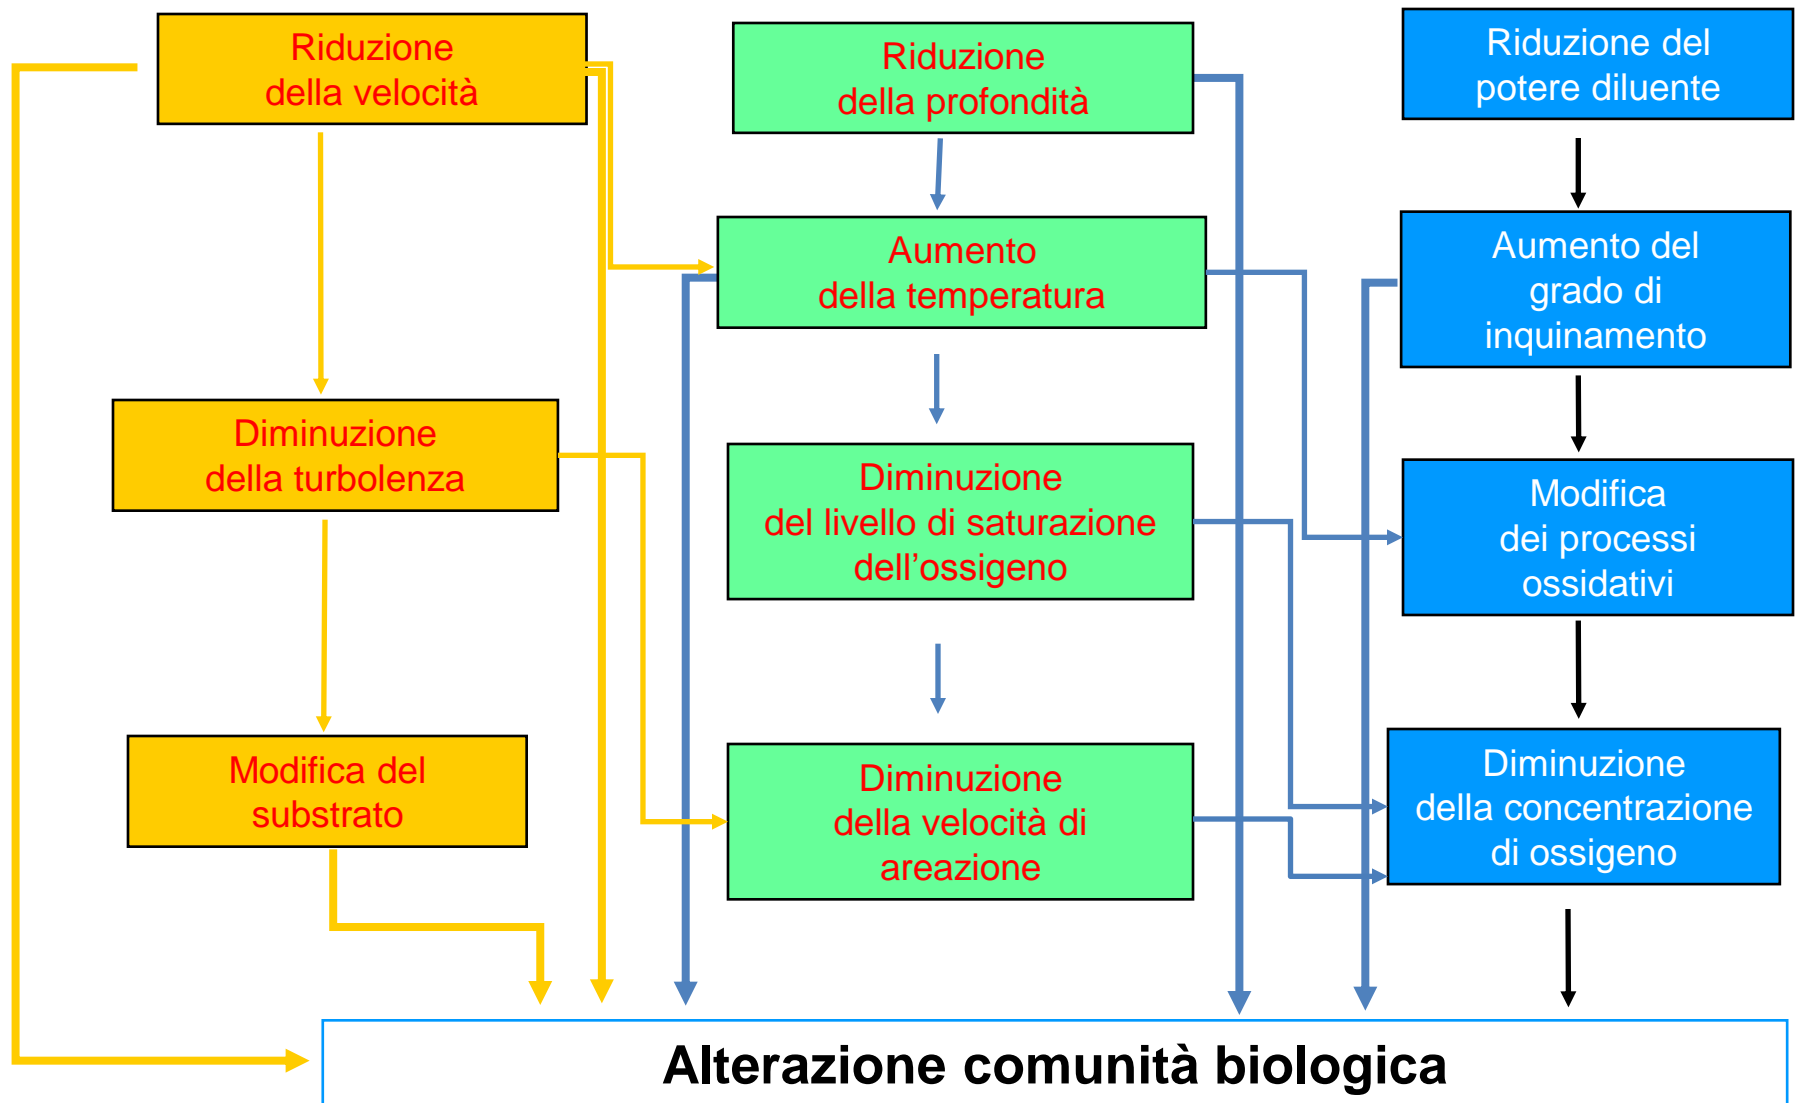 Riduzione
della velocità
Riduzione
della profondità
Riduzione del
potere diluente
Aumento
della temperatura
Aumento del
grado di
inquinamento
Diminuzione
della turbolenza
Diminuzione
del livello di saturazione
dell’ossigeno
Modifica
dei processi
ossidativi
Modifica del
substrato
Diminuzione
della velocità di
areazione
Diminuzione
della concentrazione
di ossigeno
Alterazione comunità biologica